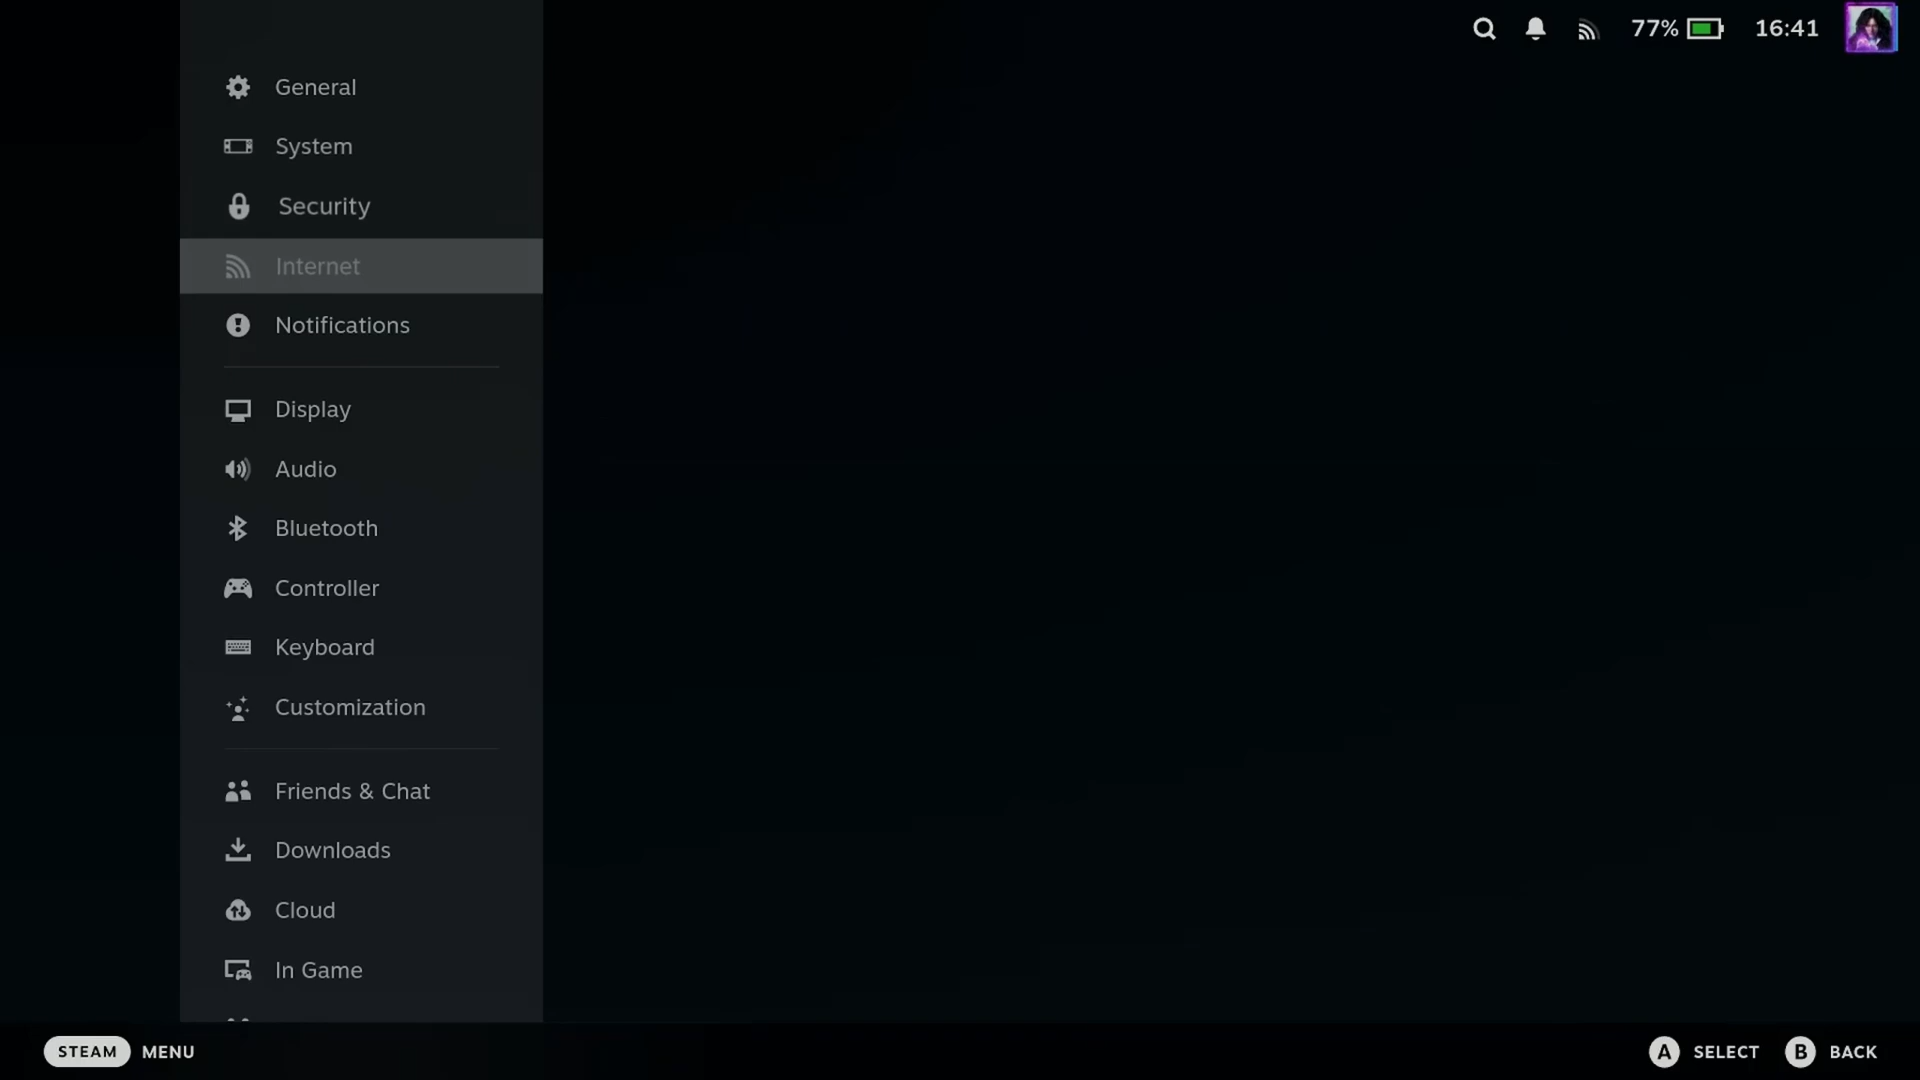 77%
16:41
General
System
Security
Internet
Notifications
Display
Audio
Bluetooth
Controller
Keyboard
Customization
Friends & Chat
Downloads
Cloud
In Game
STEAM MENU
A SELECT B BACK